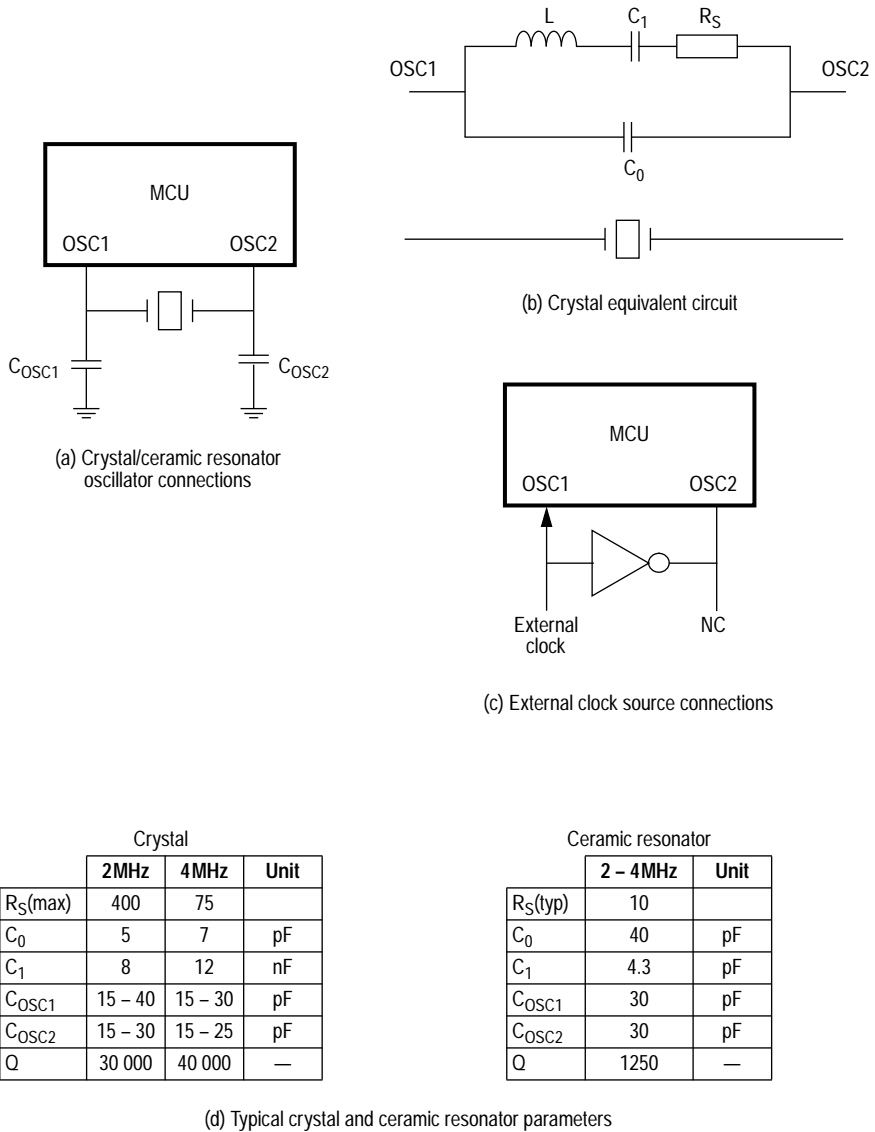 L C1 RS
OSC1 OSC2
C0
MCU
OSC1 OSC2
COSC1 COSC2
(a) Crystal/ceramic resonator
oscillator connections
(b) Crystal equivalent circuit
MCU
OSC1 OSC2
External
clock
NC
(c) External clock source connections
Crystal
2MHz 4MHz Unit
RS(max) 400 75
C0 5 7 pF
C1 8 12 nF
COSC1 15 – 40 15 – 30 pF
COSC2 15 – 30 15 – 25 pF
Q 30 000 40 000 —
Ceramic resonator
2 – 4MHz Unit
RS(typ) 10
C0 40 pF
C1 4.3 pF
COSC1 30 pF
COSC2 30 pF
Q 1250 —
(d) Typical crystal and ceramic resonator parameters